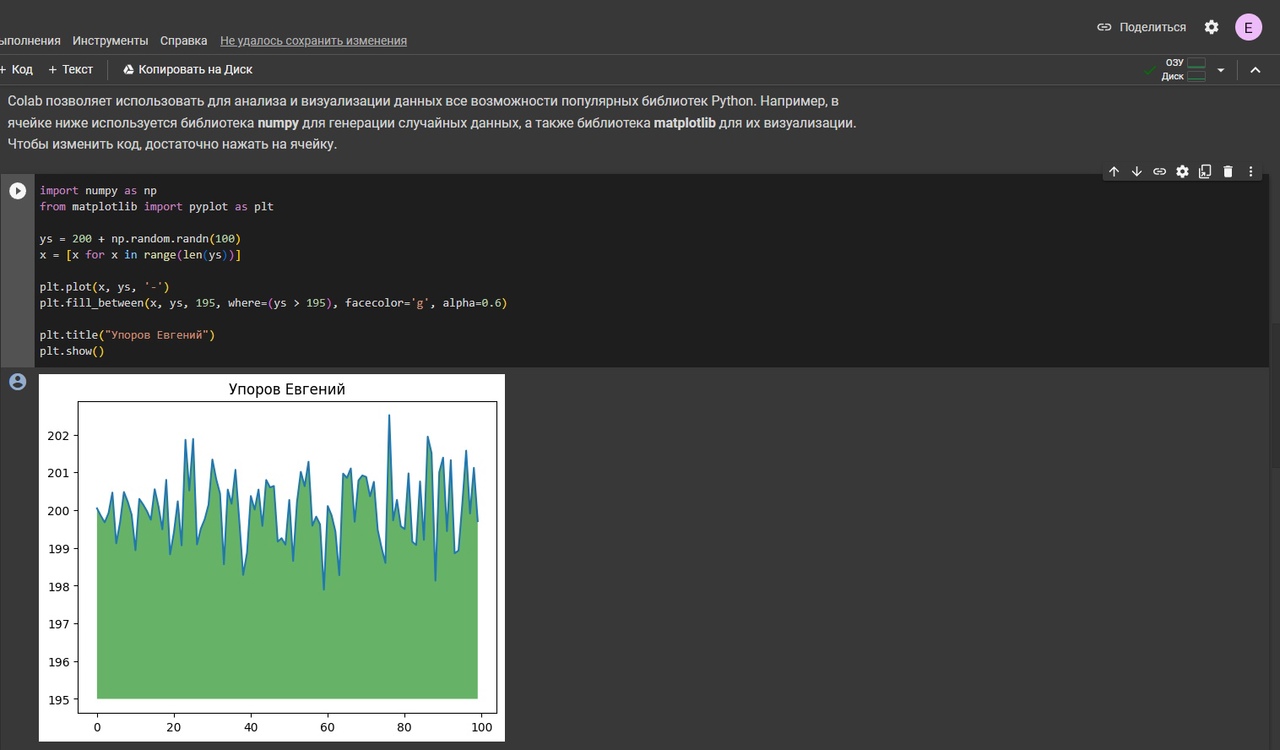 Поделиться
E
ыполнения Инструменты Справка Не удалось сохранить изменения
+ Код + Текст Копировать на Диск
ОЗУ
Диск
Colab позволяет использовать для анализа и визуализации данных все возможности популярных библиотек Python. Например, в
ячейке ниже используется библиотека numpy для генерации случайных данных, а также библиотека matplotlib для их визуализации.
Чтобы изменить код, достаточно нажать на ячейку.
import numpy as np
from matplotlib import pyplot as plt
ys = 200 + np.random.randn(100)
x = [x for x in range(len(ys))]
plt.plot(x, ys, '-')
plt.fill_between(x, ys, 195, where=(ys > 195), facecolor='g', alpha=0.6)
plt.title("Упоров Евгений")
plt.show()
Упоров Евгений
202
201
200
199
198
197
196
195
0 20 40 60 80 100